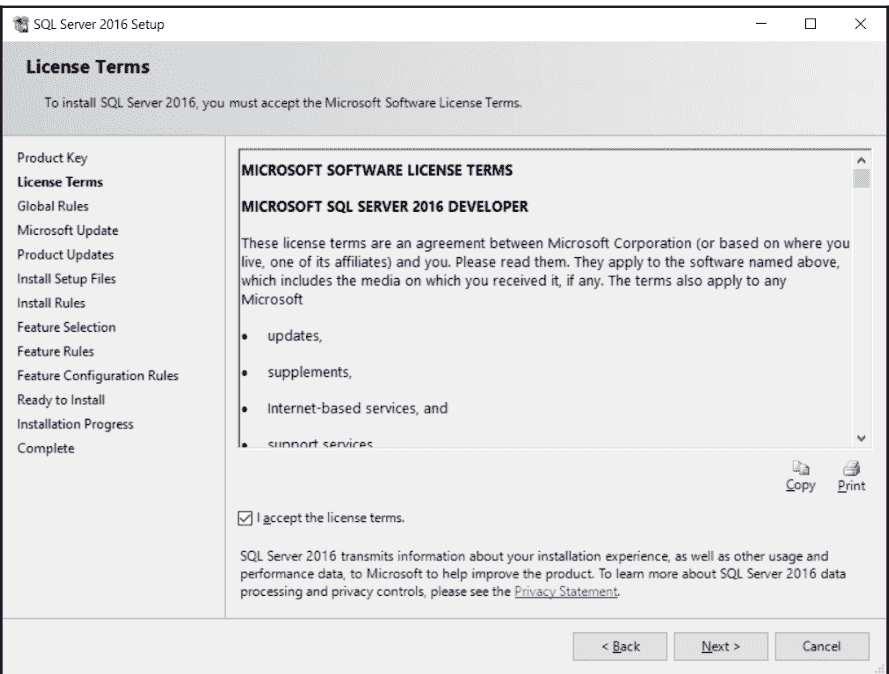 SQL Server 2016 Setup
License Terms
To install SQL Server 2016, you must accept the Microsoft Software License Terms.
Product Key
License Terms
Global Rules
Microsoft Update
Product Updates
Install Setup Files
Install Rules
Feature Selection
Feature Rules
Feature Configuration Rules
Ready to Install
Installation Progress
Complete
MICROSOFT SOFTWARE LICENSE TERMS
MICROSOFT SQL SERVER 2016 DEVELOPER
These license terms are an agreement between Microsoft Corporation (or based on where you
live, one of its affiliates) and you. Please read them. They apply to the software named above,
which includes the media on which you received it, if any. The terms also apply to any
Microsoft
• updates,
• supplements,
• Internet-based services, and
• support services
Copy Print
I accept the license terms.
SQL Server 2016 transmits information about your installation experience, as well as other usage and
performance data, to Microsoft to help improve the product. To learn more about SQL Server 2016 data
processing and privacy controls, please see the Privacy Statement.
< Back Next > Cancel